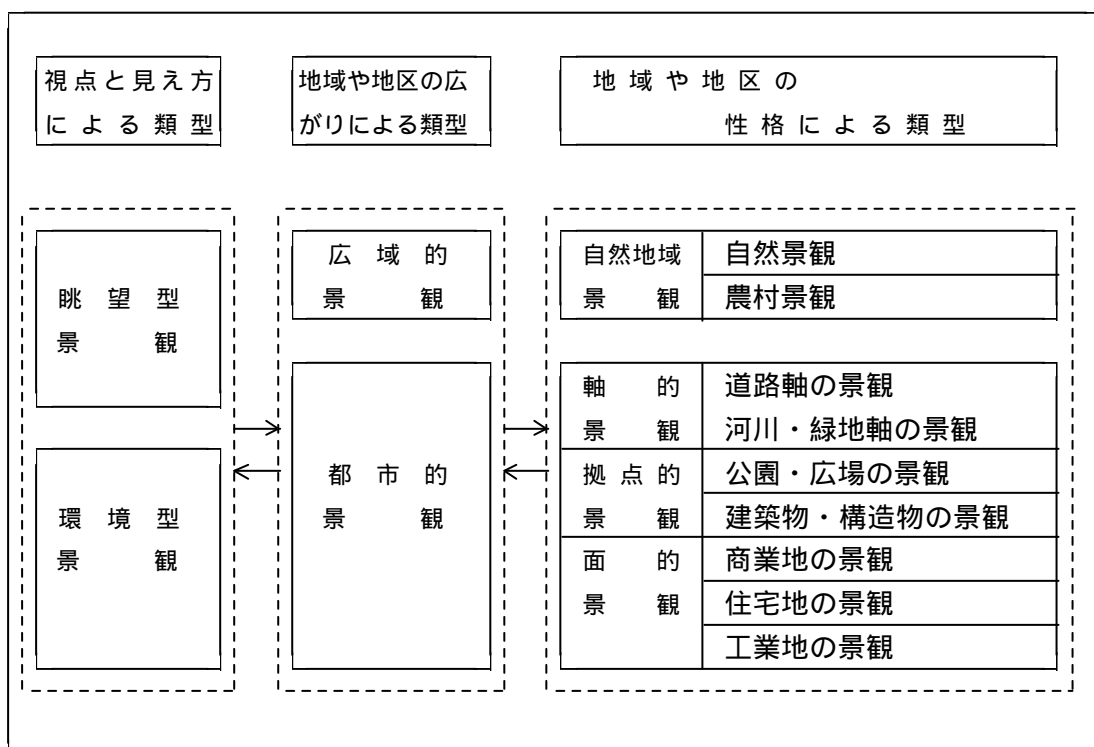 視点と見え方
による類型
地域や地区の広
がりによる類型
地域や地区の
性格による類型
眺望型
景観
環境型
景観
広域的
景観
都市的
景観
自然地域
景観
自然景観
農村景観
軸的
景観
道路軸の景観
河川・緑地軸の景観
拠点的
景観
公園・広場の景観
建築物・構造物の景観
面的
景観
商業地の景観
住宅地の景観
工業地の景観